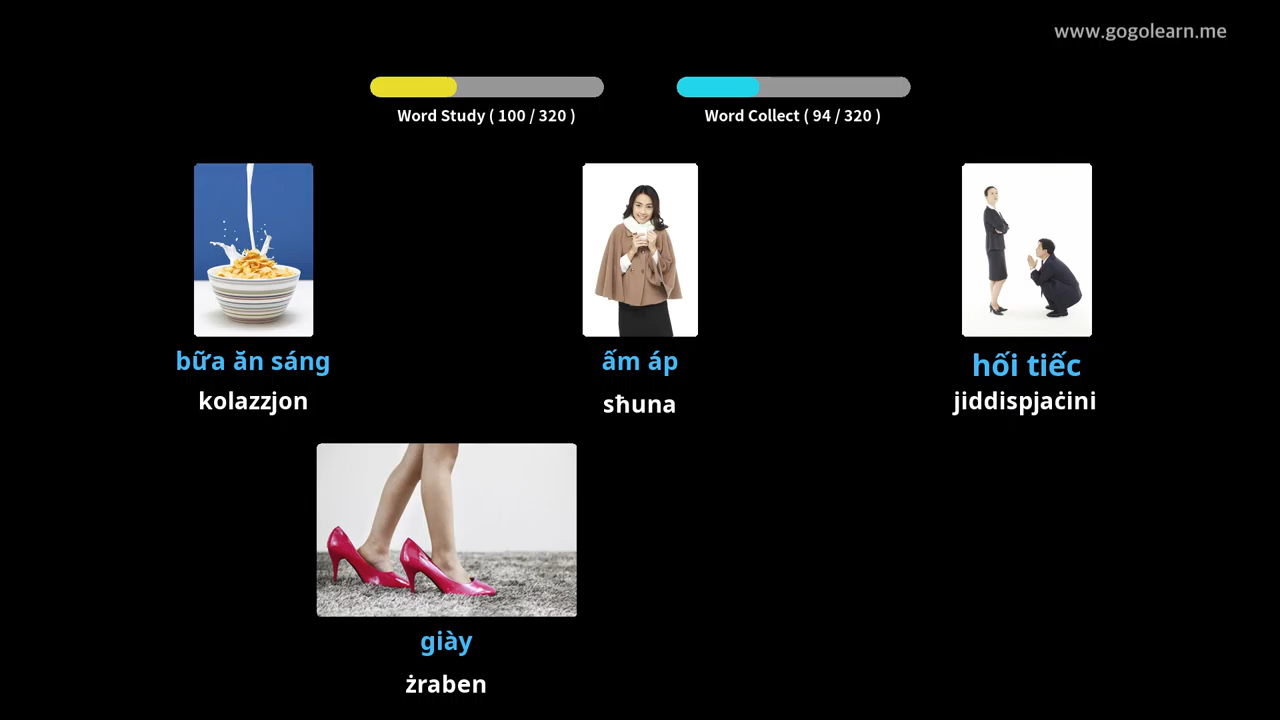 www.gogolearn.me
Word Study ( 100 / 320 )
Word Collect ( 94 / 320 )
bữa ăn sáng
kolazzjon
ấm áp
sħuna
hối tiếc
jiddispjaċini
giày
żraben